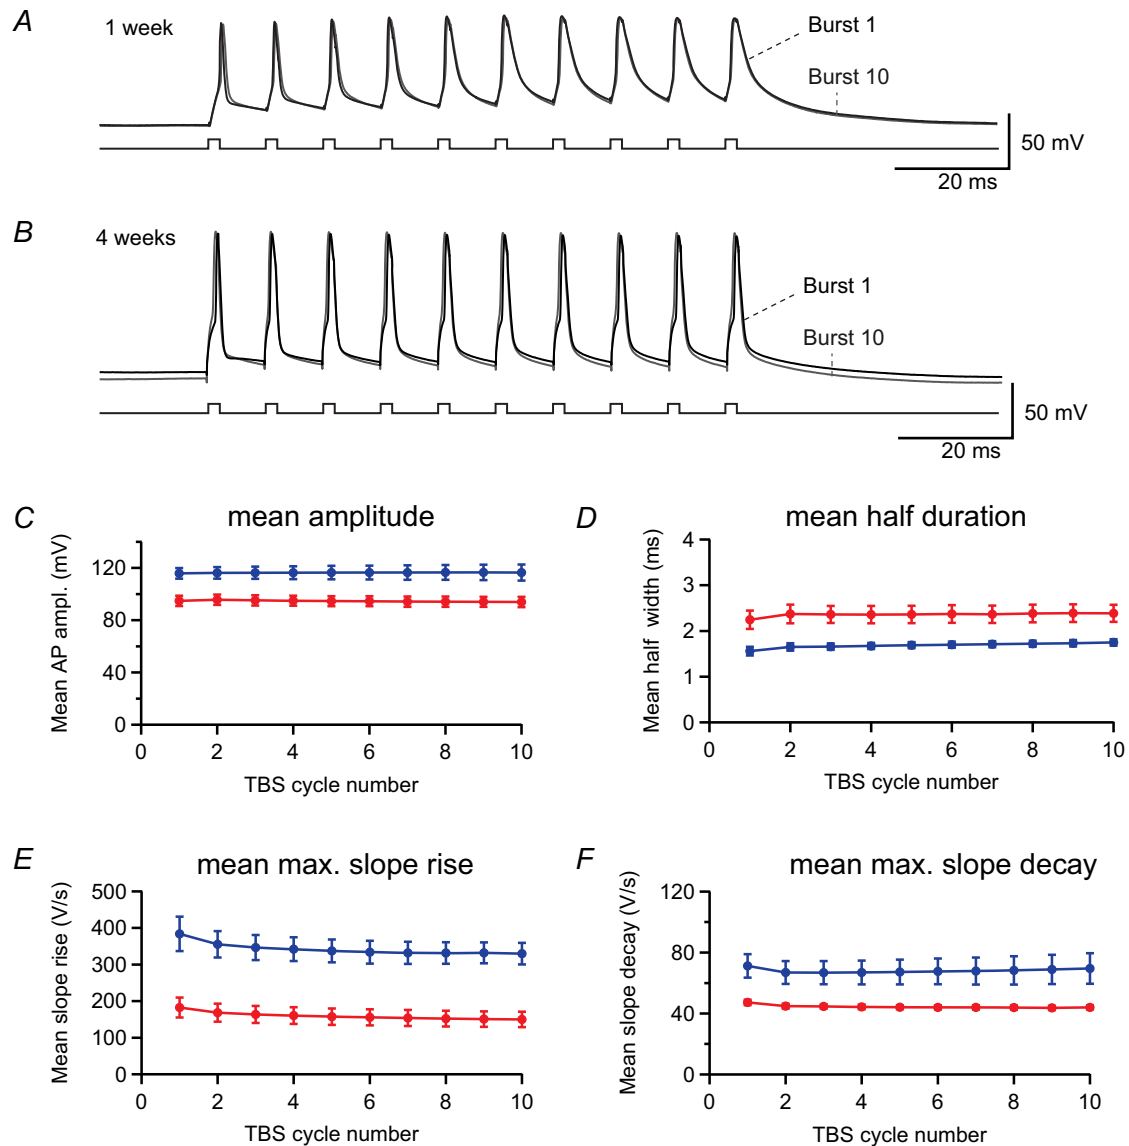 A
1 week
Burst 1
Burst 10
50 mV
20 ms
B
4 weeks
Burst 1
Burst 10
50 mV
20 ms
C
mean amplitude
Mean AP ampl. (mV)
120
80
40
0
0 2 4 6 8 10
TBS cycle number
D
mean half duration
Mean half width (ms)
4
3
2
1
0
0 2 4 6 8 10
TBS cycle number
E
mean max. slope rise
Mean slope rise (V/s)
500
400
300
200
100
0
0 2 4 6 8 10
TBS cycle number
F
mean max. slope decay
Mean slope decay (V/s)
120
80
40
0
0 2 4 6 8 10
TBS cycle number